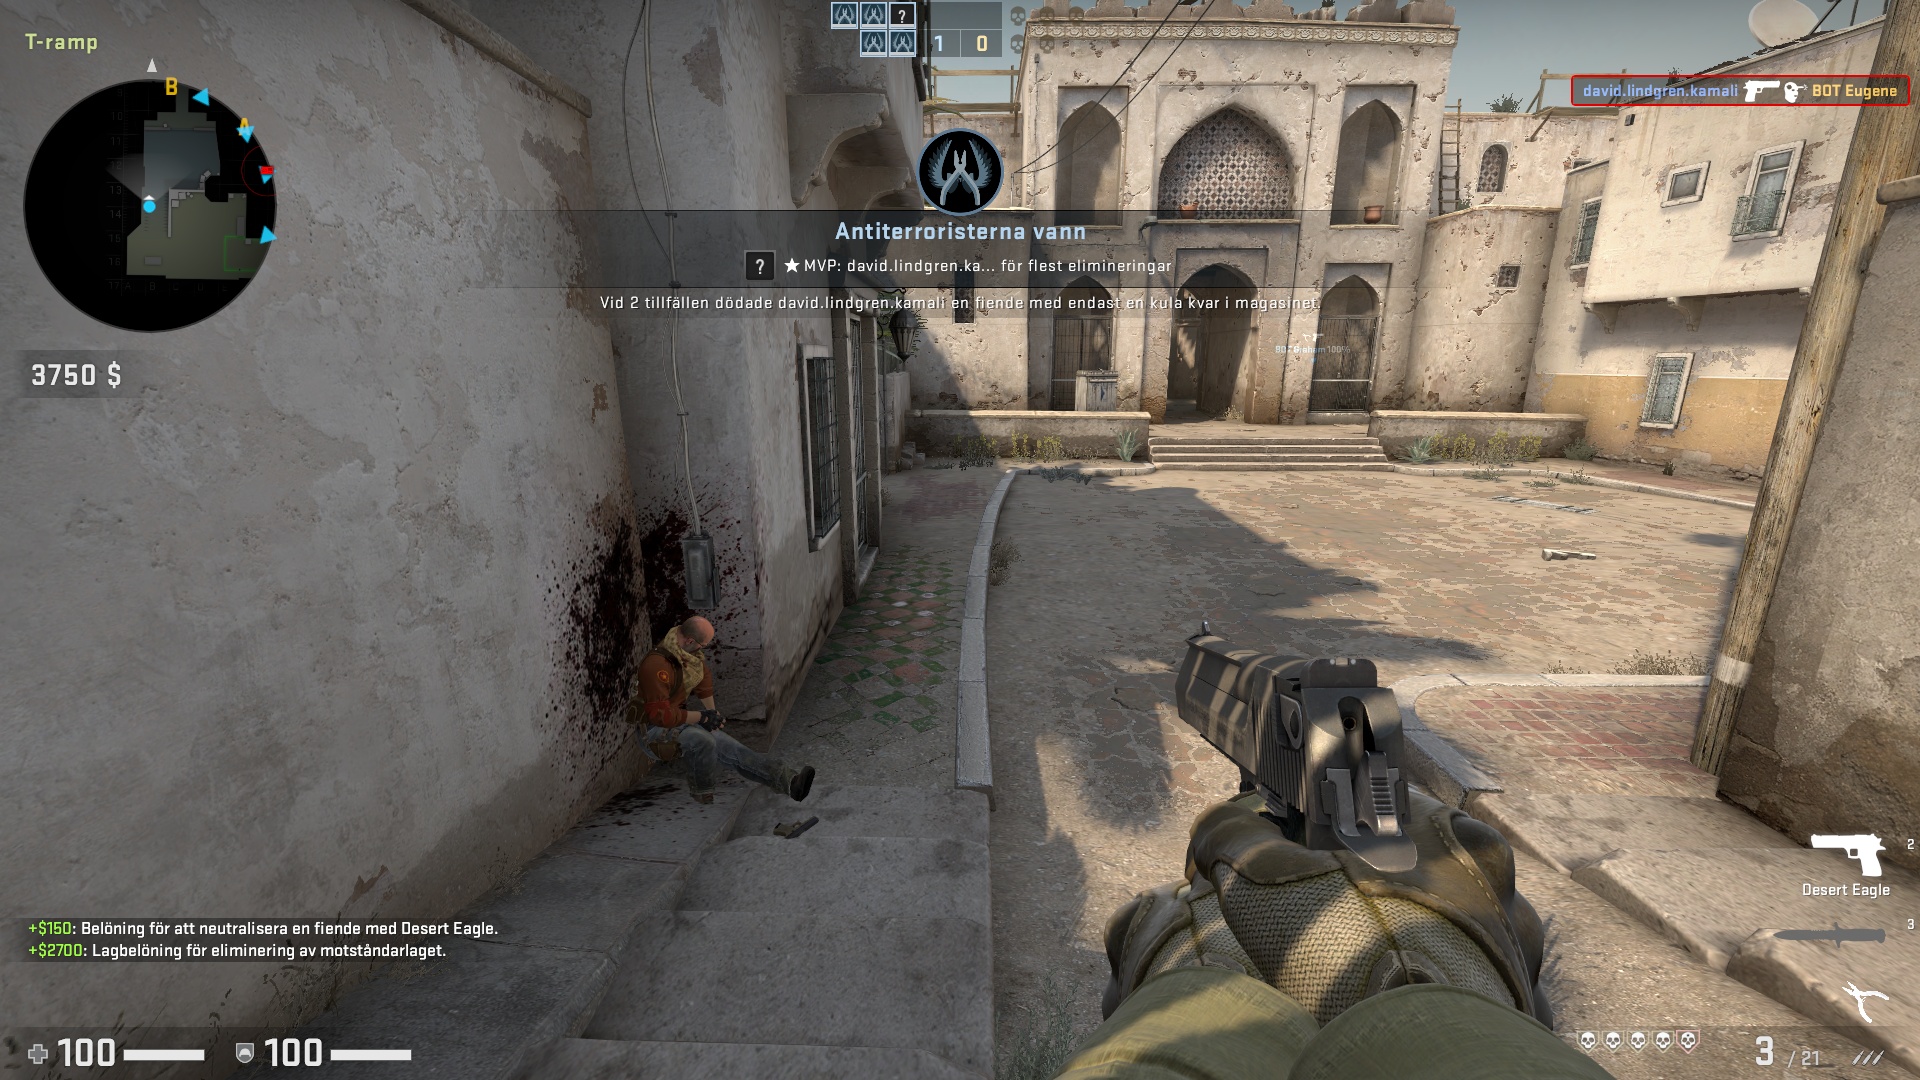 T-ramp
B
A
? 
1 0
david.lindgren.kamali BOT Eugene
Antiterroristerna vann
? ★ MVP: david.lindgren.ka... för flest elimineringar
Vid 2 tillfällen dödade david.lindgren.kamali en fiende med endast en kula kvar i magasinet.
BOT Graham 100%
3750 $
2
Desert Eagle
3
+$150: Belöning för att neutralisera en fiende med Desert Eagle.
+$2700: Lagbelöning för eliminering av motståndarlaget.
100 100
3 / 21